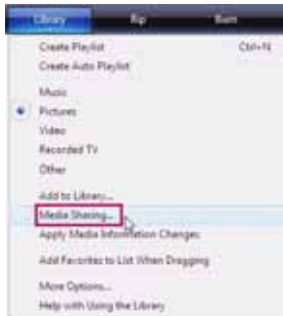 Library Rip Burn
Create Playlist Ctrl+N
Create Auto Playlist
Music
Pictures
Video
Recorded TV
Other
Add to Library...
Media Sharing...
Apply Media Information Changes
Add Favorites to List When Dragging
More Options...
Help with Using the Library